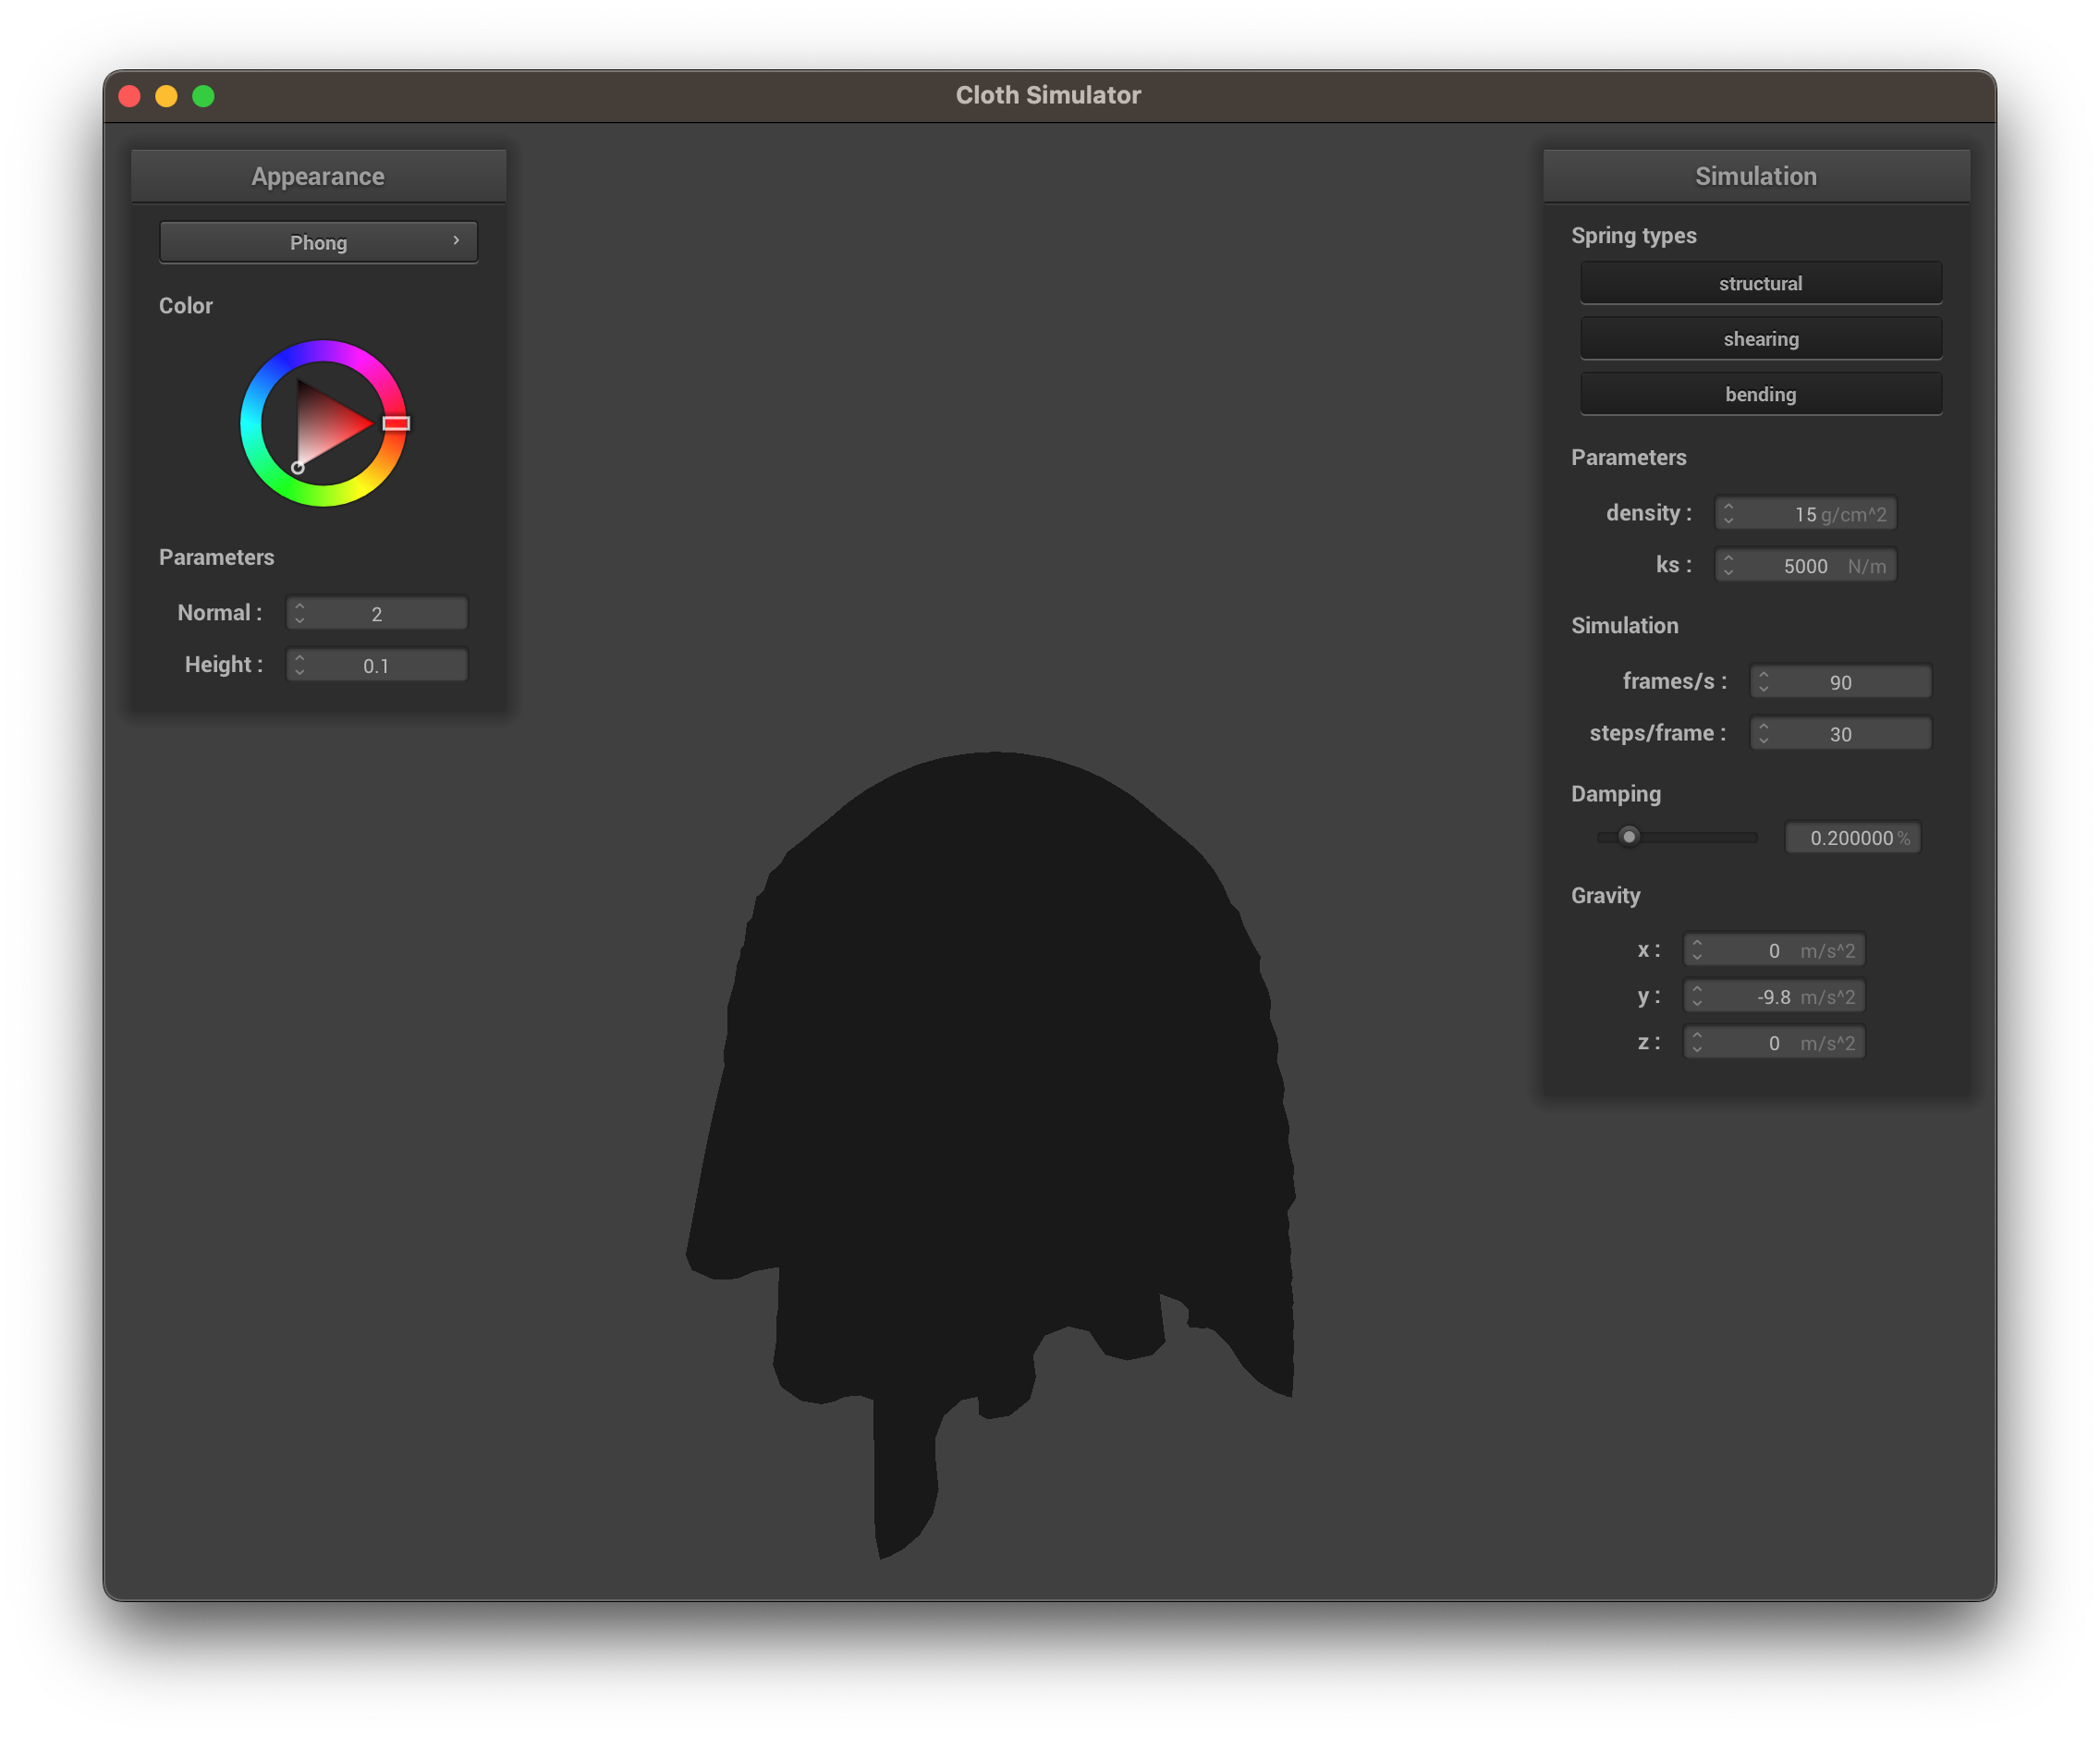 Cloth Simulator
Appearance
Phong
Color
Parameters
Normal : 2
Height : 0.1
Simulation
Spring types
structural
shearing
bending
Parameters
density : 15 g/cm^2
ks : 5000 N/m
Simulation
frames/s : 90
steps/frame : 30
Damping
0.200000 %
Gravity
x : 0 m/s^2
y : -9.8 m/s^2
z : 0 m/s^2